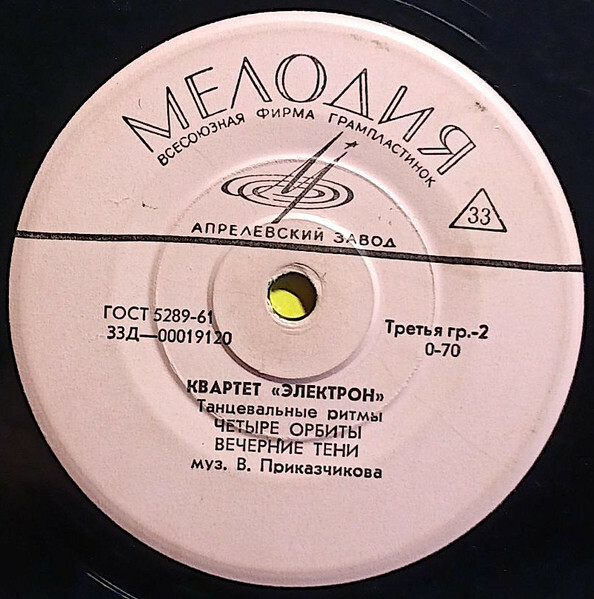 МЕЛОДИЯ
ВСЕСОЮЗНАЯ ФИРМА ГРАМПЛАСТИНОК
33
АПРЕЛЕВСКИЙ ЗАВОД
ГОСТ 5289-61
33Д—00019120
Третья гр.-2
0-70
КВАРТЕТ «ЭЛЕКТРОН»
Танцевальные ритмы
ЧЕТЫРЕ ОРБИТЫ
ВЕЧЕРНИЕ ТЕНИ
муз. В. Приказчикова